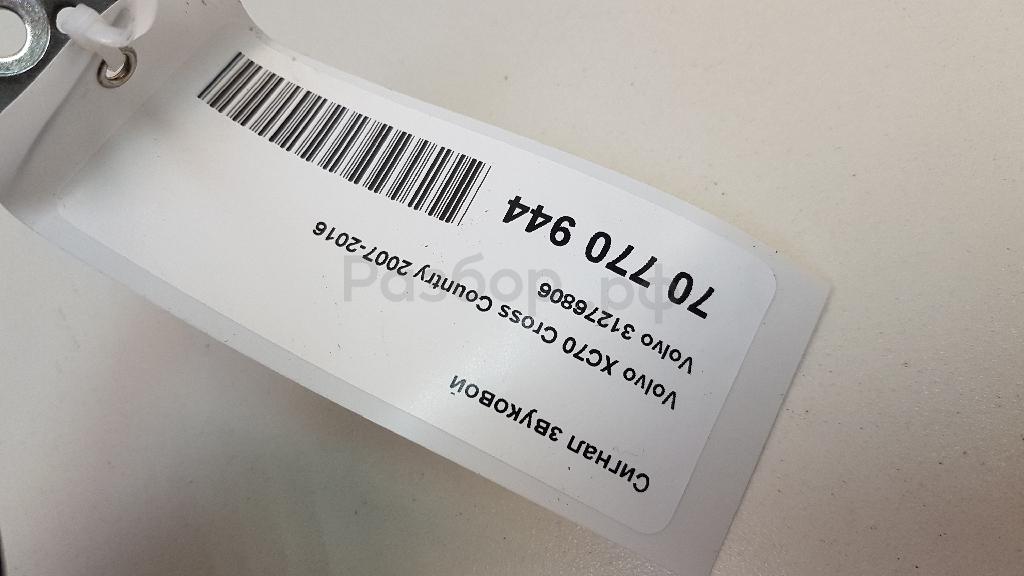 Сигнал звуковой
Volvo XC70 Cross Country 2007-2016
Volvo 31276806
70 770 944
Разбор.рф